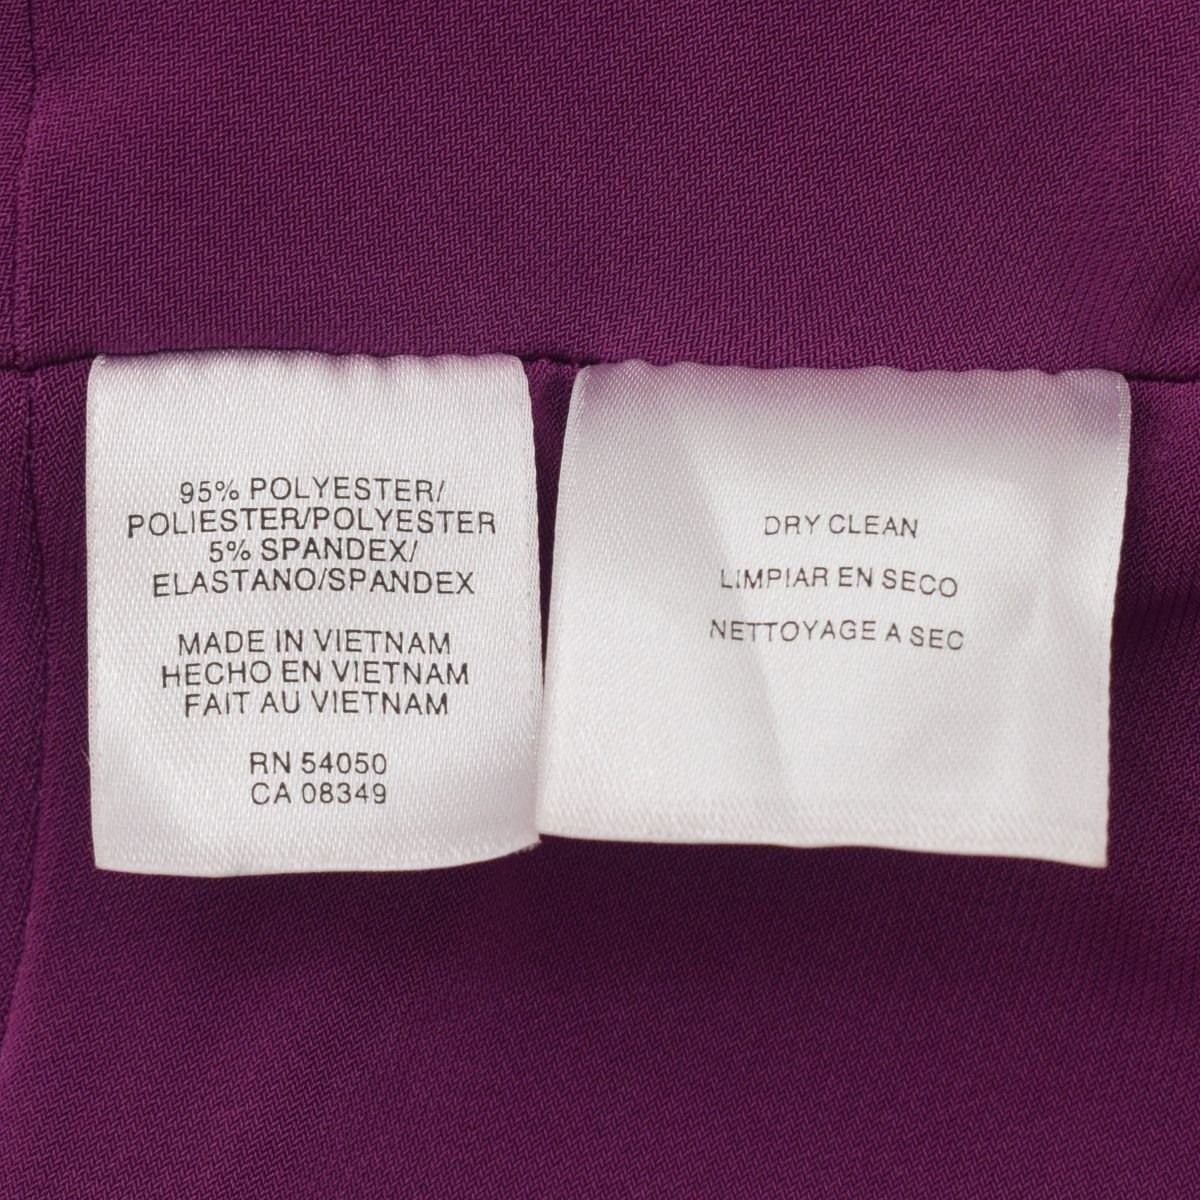 95% POLYESTER/
POLIESTER/POLYESTER
5% SPANDEX/
ELASTANO/SPANDEX
MADE IN VIETNAM
HECHO EN VIETNAM
FAIT AU VIETNAM
RN 54050
CA 08349
DRY CLEAN
LIMPIAR EN SECO
NETTOYAGE A SEC